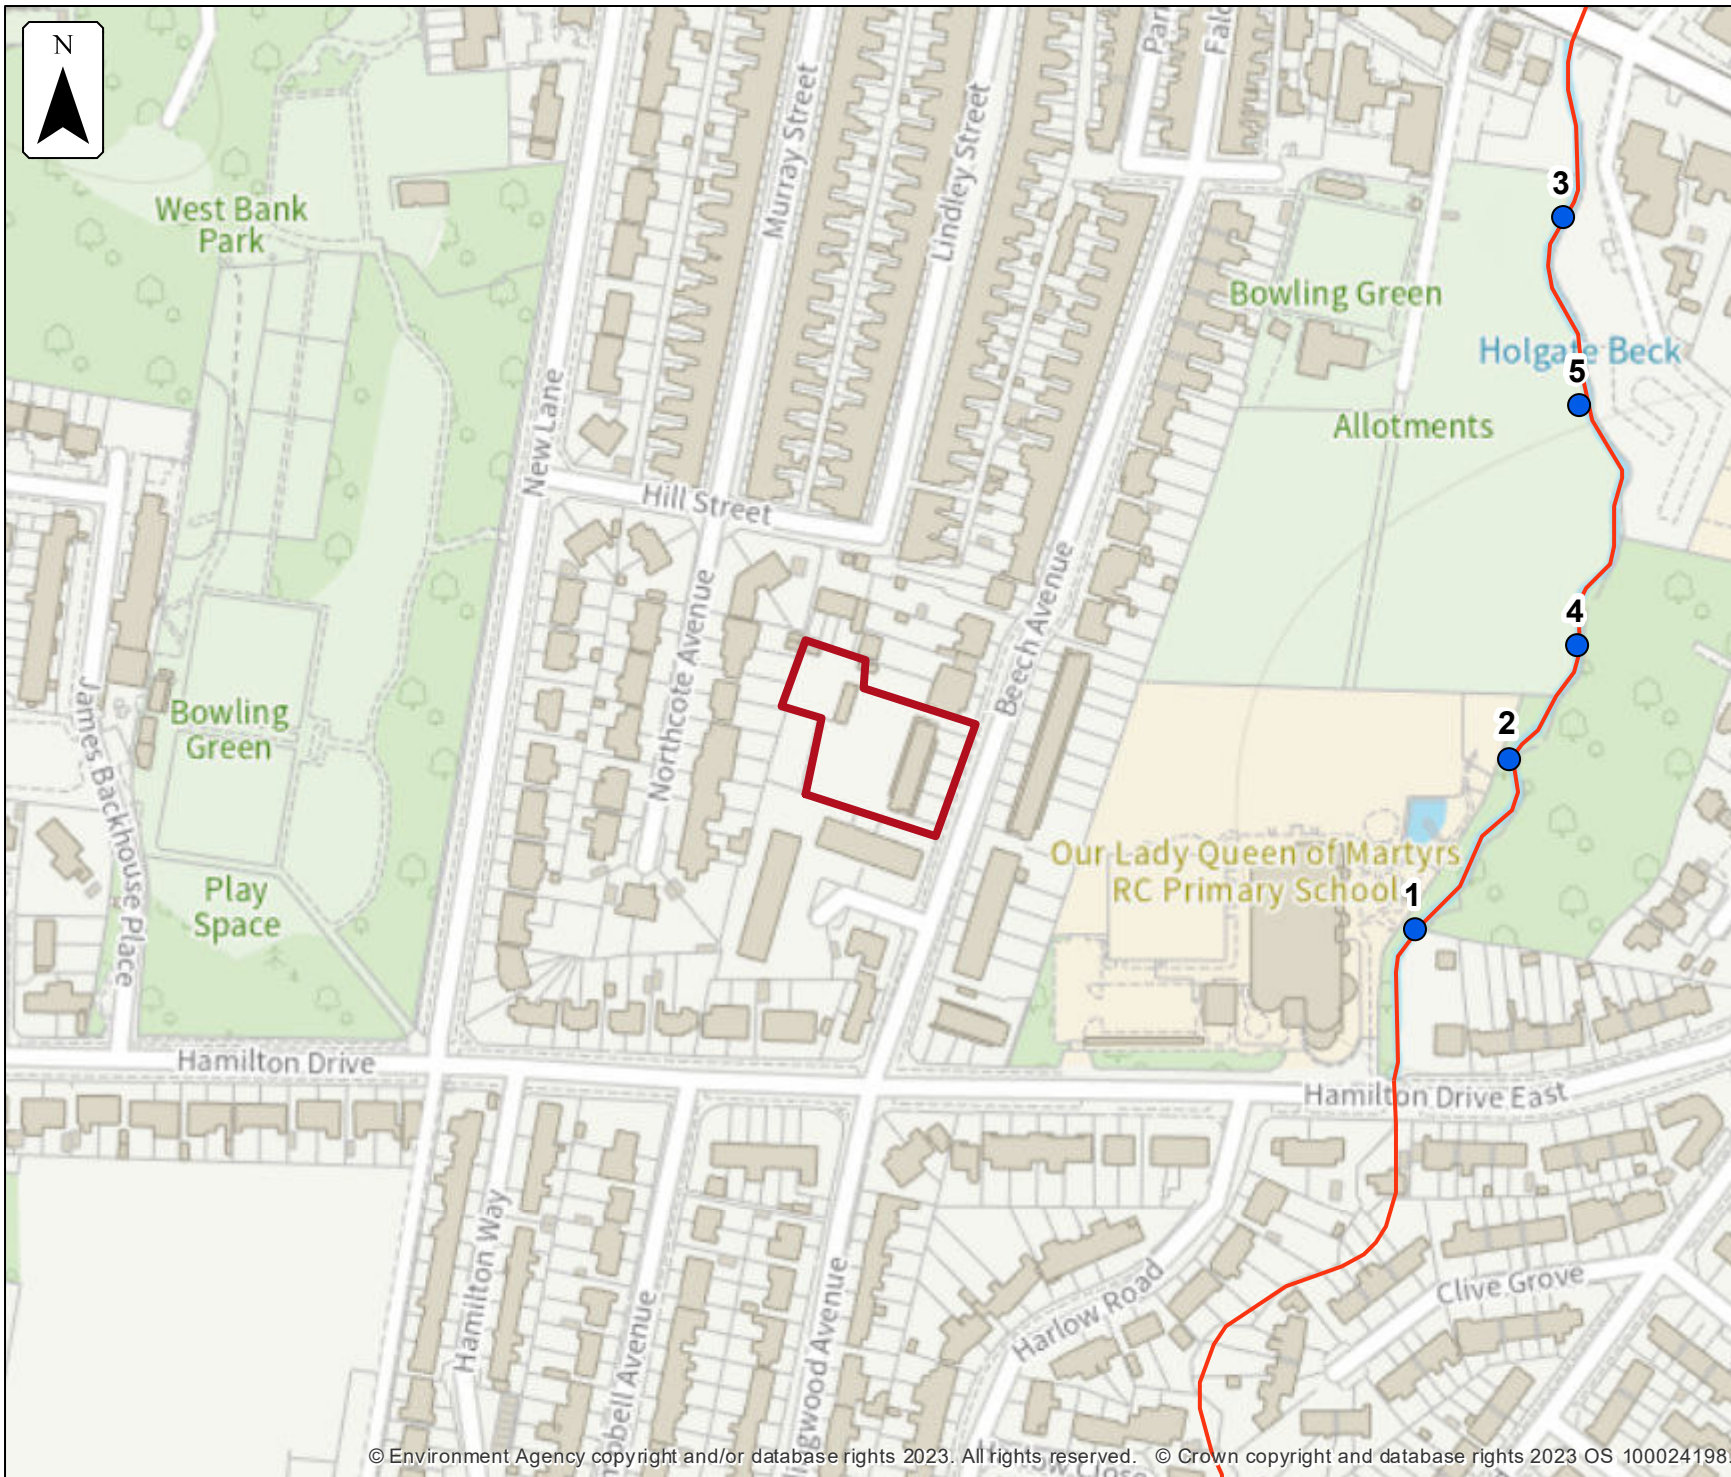 N
Murray Street
Lindley Street
3
West Bank
Park
Bowling Green
Holgate Beck
5
New Lane
Allotments
Hill Street
4
Northcote Avenue
Beech Avenue
James Backhouse Place
Bowling
Green
2
Our Lady Queen of Martyrs
RC Primary School
1
Play
Space
Hamilton Drive
Hamilton Drive East
Hamilton Way
Harlow Road
Clive Grove
Avenue
Avenue
© Environment Agency copyright and/or database rights 2023. All rights reserved. © Crown copyright and database rights 2023 OS 100024198